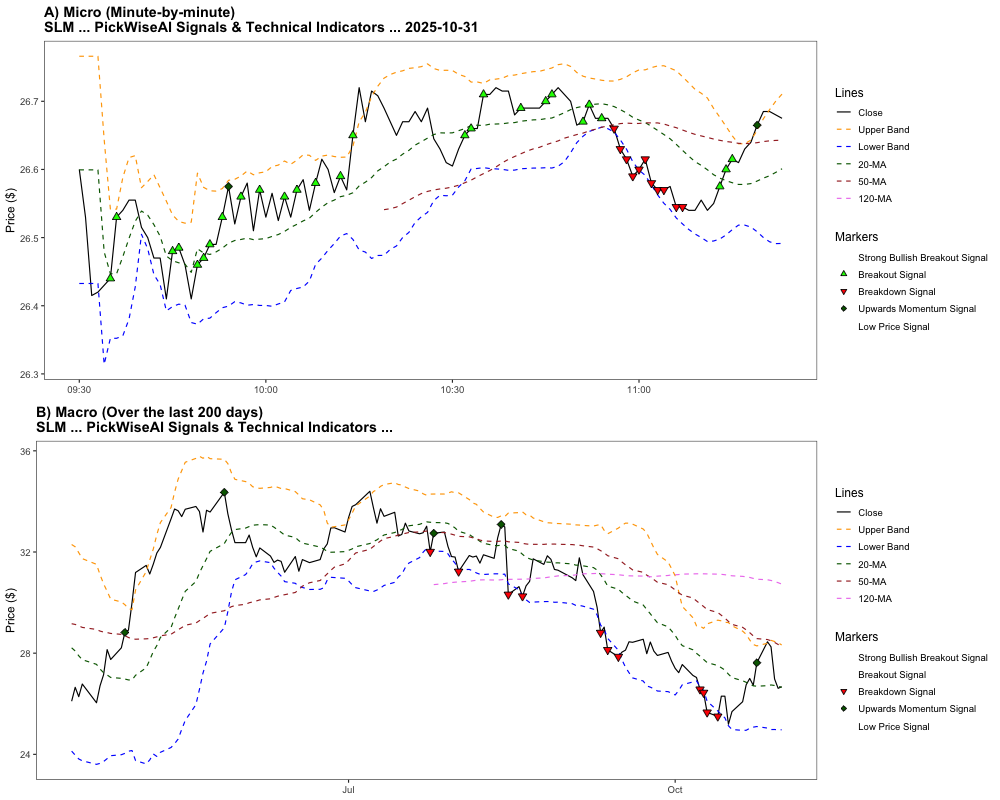 A) Micro (Minute-by-minute)
SLM ... PickWiseAI Signals & Technical Indicators ... 2025-10-31
Price ($)
26.7
26.6
26.5
26.4
26.3
09:30
10:00
10:30
11:00
Lines
Close
Upper Band
Lower Band
20-MA
50-MA
120-MA
Markers
Strong Bullish Breakout Signal
Breakout Signal
Breakdown Signal
Upwards Momentum Signal
Low Price Signal
B) Macro (Over the last 200 days)
SLM ... PickWiseAI Signals & Technical Indicators ...
Price ($)
36
32
28
24
Jul
Oct
Lines
Close
Upper Band
Lower Band
20-MA
50-MA
120-MA
Markers
Strong Bullish Breakout Signal
Breakout Signal
Breakdown Signal
Upwards Momentum Signal
Low Price Signal